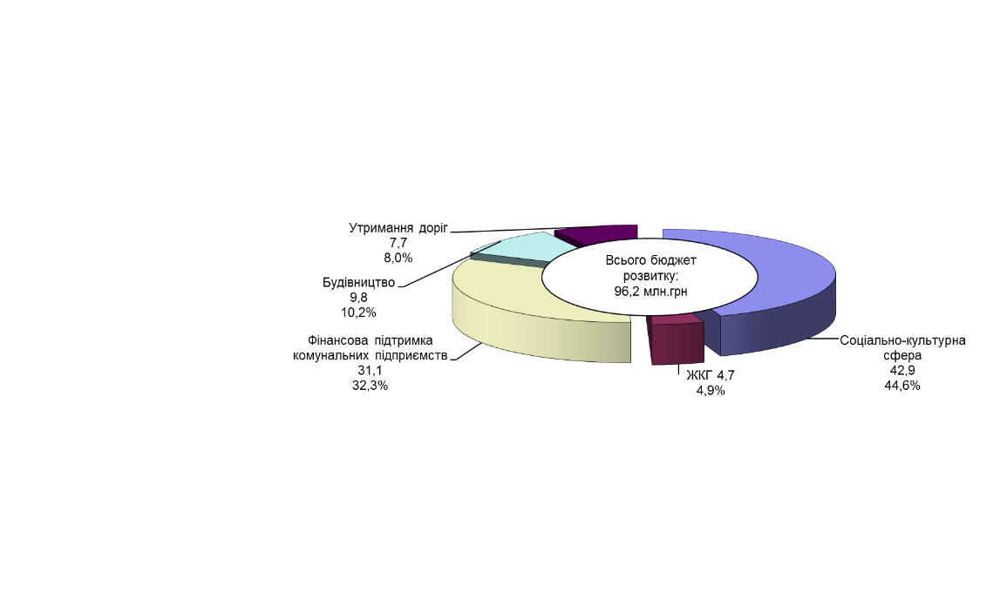 Утримання доріг
7,7
8,0%
Будівництво
9,8
10,2%
Фінансова підтримка
комунальних підприємств
31,1
32,3%
Всього бюджет
розвитку:
96,2 млн.грн
Соціально-культурна
сфера
42,9
44,6%
ЖКГ 4,7
4,9%